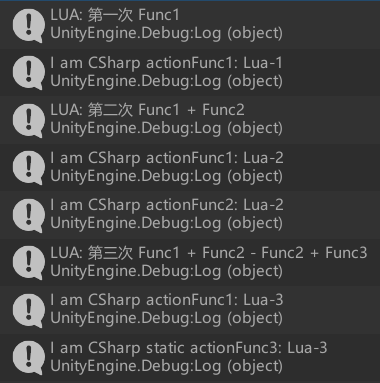 LUA: 第一次 Func1
UnityEngine.Debug:Log (object)
I am CSharp actionFunc1: Lua-1
UnityEngine.Debug:Log (object)
LUA: 第二次 Func1 + Func2
UnityEngine.Debug:Log (object)
I am CSharp actionFunc1: Lua-2
UnityEngine.Debug:Log (object)
I am CSharp actionFunc2: Lua-2
UnityEngine.Debug:Log (object)
LUA: 第三次 Func1 + Func2 - Func2 + Func3
UnityEngine.Debug:Log (object)
I am CSharp actionFunc1: Lua-3
UnityEngine.Debug:Log (object)
I am CSharp static actionFunc3: Lua-3
UnityEngine.Debug:Log (object)